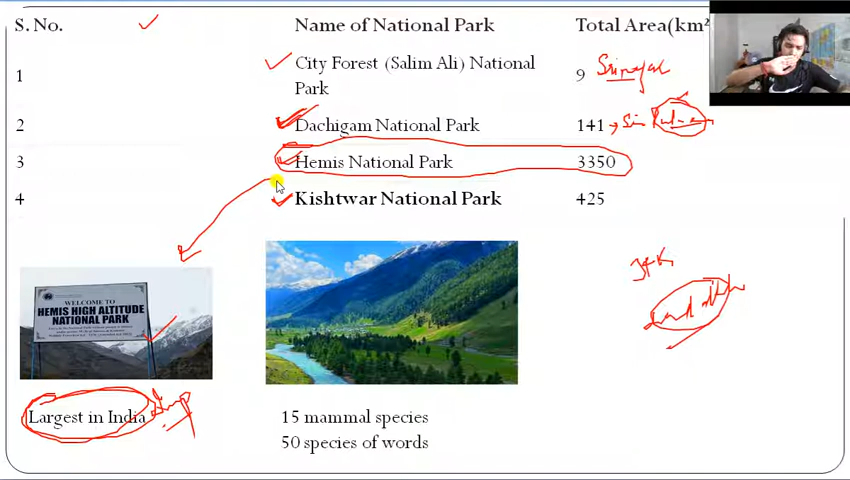 S. No. Name of National Park Total Area(km²
1 City Forest (Salim Ali) National Park 9 Srinagar
2 Dachigam National Park 141
3 Hemis National Park 3350
4 Kishtwar National Park 425
J&K
WELCOME TO
HEMIS HIGH ALTITUDE
NATIONAL PARK
Largest in India Imp
15 mammal species
50 species of words